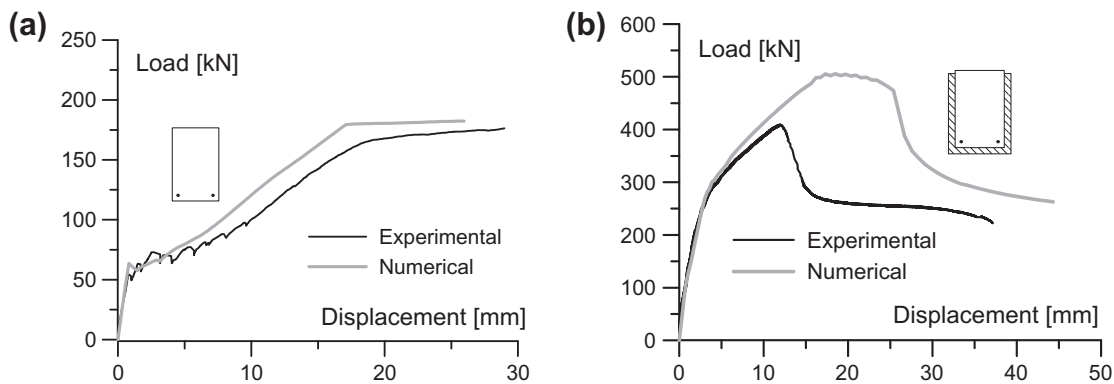 (a)
250
200
150
100
50
0
Load [kN]
Experimental
Numerical
Displacement [mm]
0 10 20 30
(b)
600
500
400
300
200
100
0
Load [kN]
Experimental
Numerical
Displacement [mm]
0 10 20 30 40 50